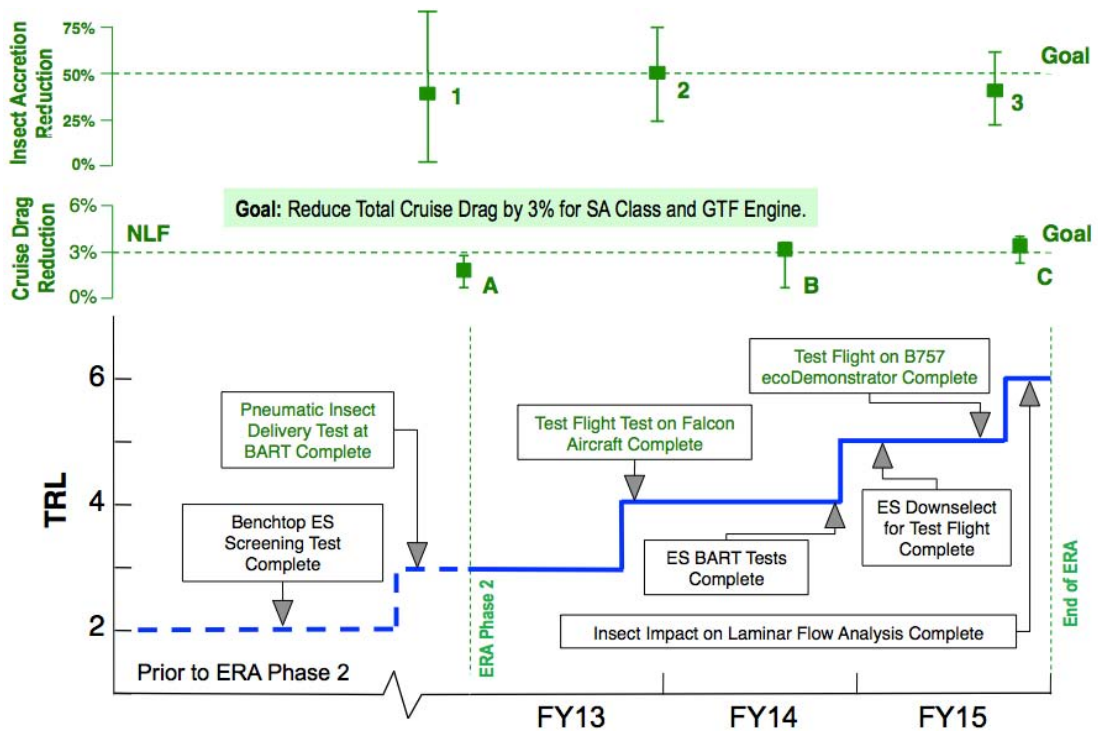 Insect Accretion
Reduction
75%
50%
25%
0%
1
2
3
Goal
Cruise Drag
Reduction
6%
3%
0%
NLF
Goal: Reduce Total Cruise Drag by 3% for SA Class and GTF Engine.
Goal
A
B
C
TRL
6
4
2
Pneumatic Insect
Delivery Test at
BART Complete
Benchtop ES
Screening Test
Complete
Test Flight Test on Falcon
Aircraft Complete
Test Flight on B757
ecoDemonstrator Complete
ES BART Tests
Complete
ES Downselect
for Test Flight
Complete
Insect Impact on Laminar Flow Analysis Complete
ERA Phase 2
End of ERA
Prior to ERA Phase 2
FY13
FY14
FY15